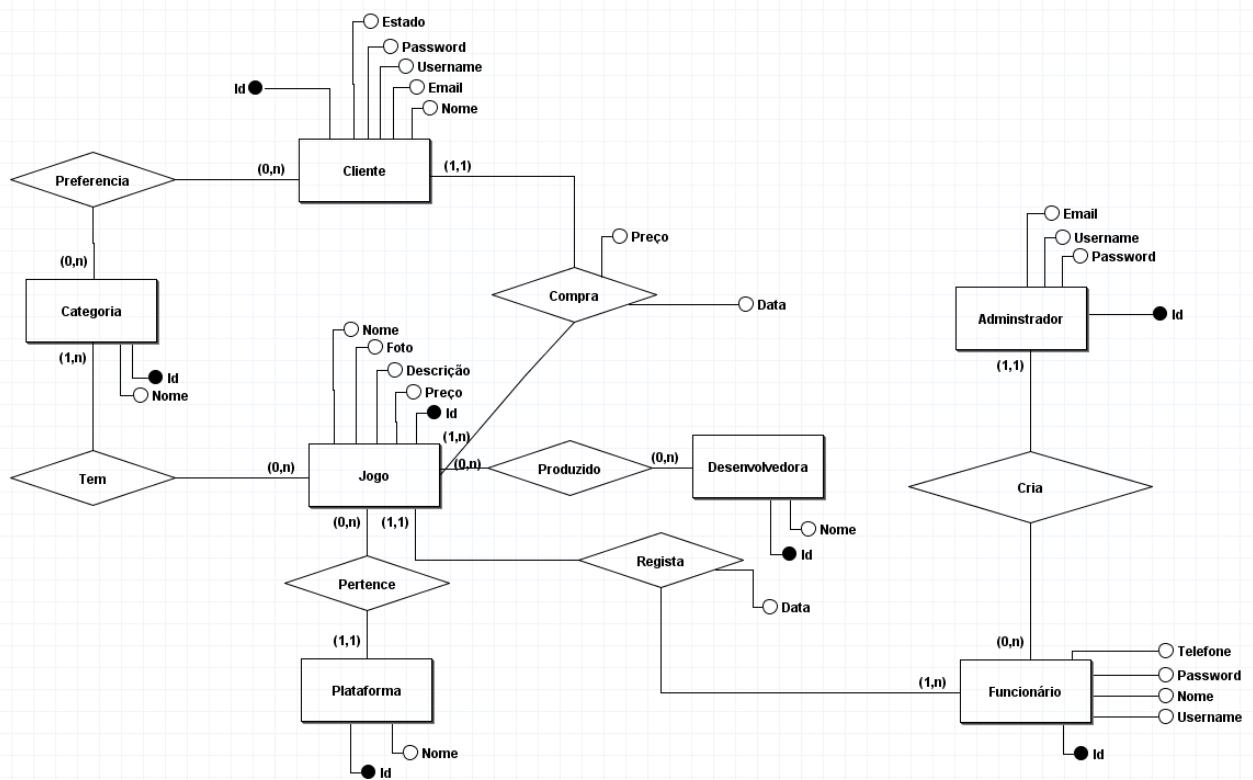 Estado
Password
Username
Id
Email
Nome
Cliente
(0,n)
(1,1)
Preferencia
(0,n)
Categoria
(1,n)
Id
Nome
Preço
Compra
Data
Email
Username
Password
Adminstrador
Id
(1,1)
Nome
Foto
Descrição
Preço
Id
(1,n)
Tem
(0,n)
Jogo
(0,n)
Produzido
(0,n)
Desenvolvedora
Nome
Id
Cria
(0,n)
(1,1)
Regista
Data
Pertence
(1,1)
Plataforma
Nome
Id
(0,n)
(1,n)
Funcionário
Telefone
Password
Nome
Username
Id